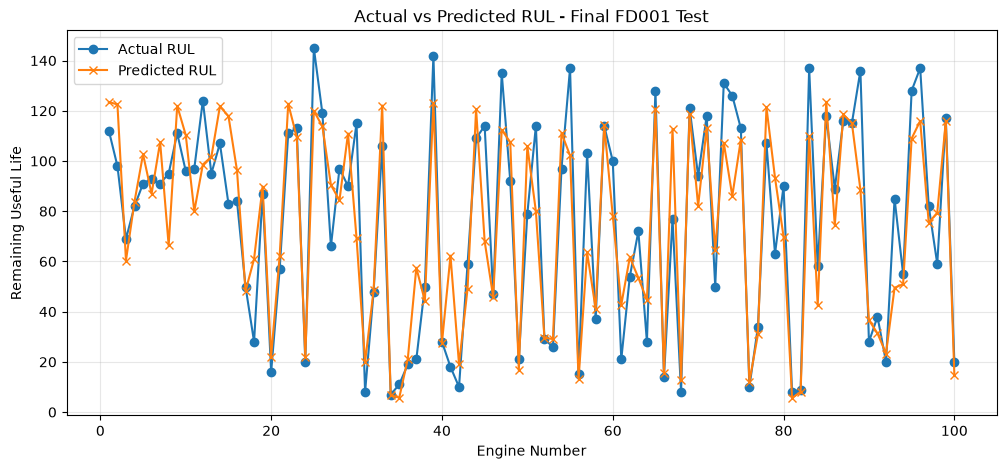 Actual vs Predicted RUL - Final FD001 Test
Actual RUL
Predicted RUL
Remaining Useful Life
140
120
100
80
60
40
20
0
0 20 40 60 80 100
Engine Number